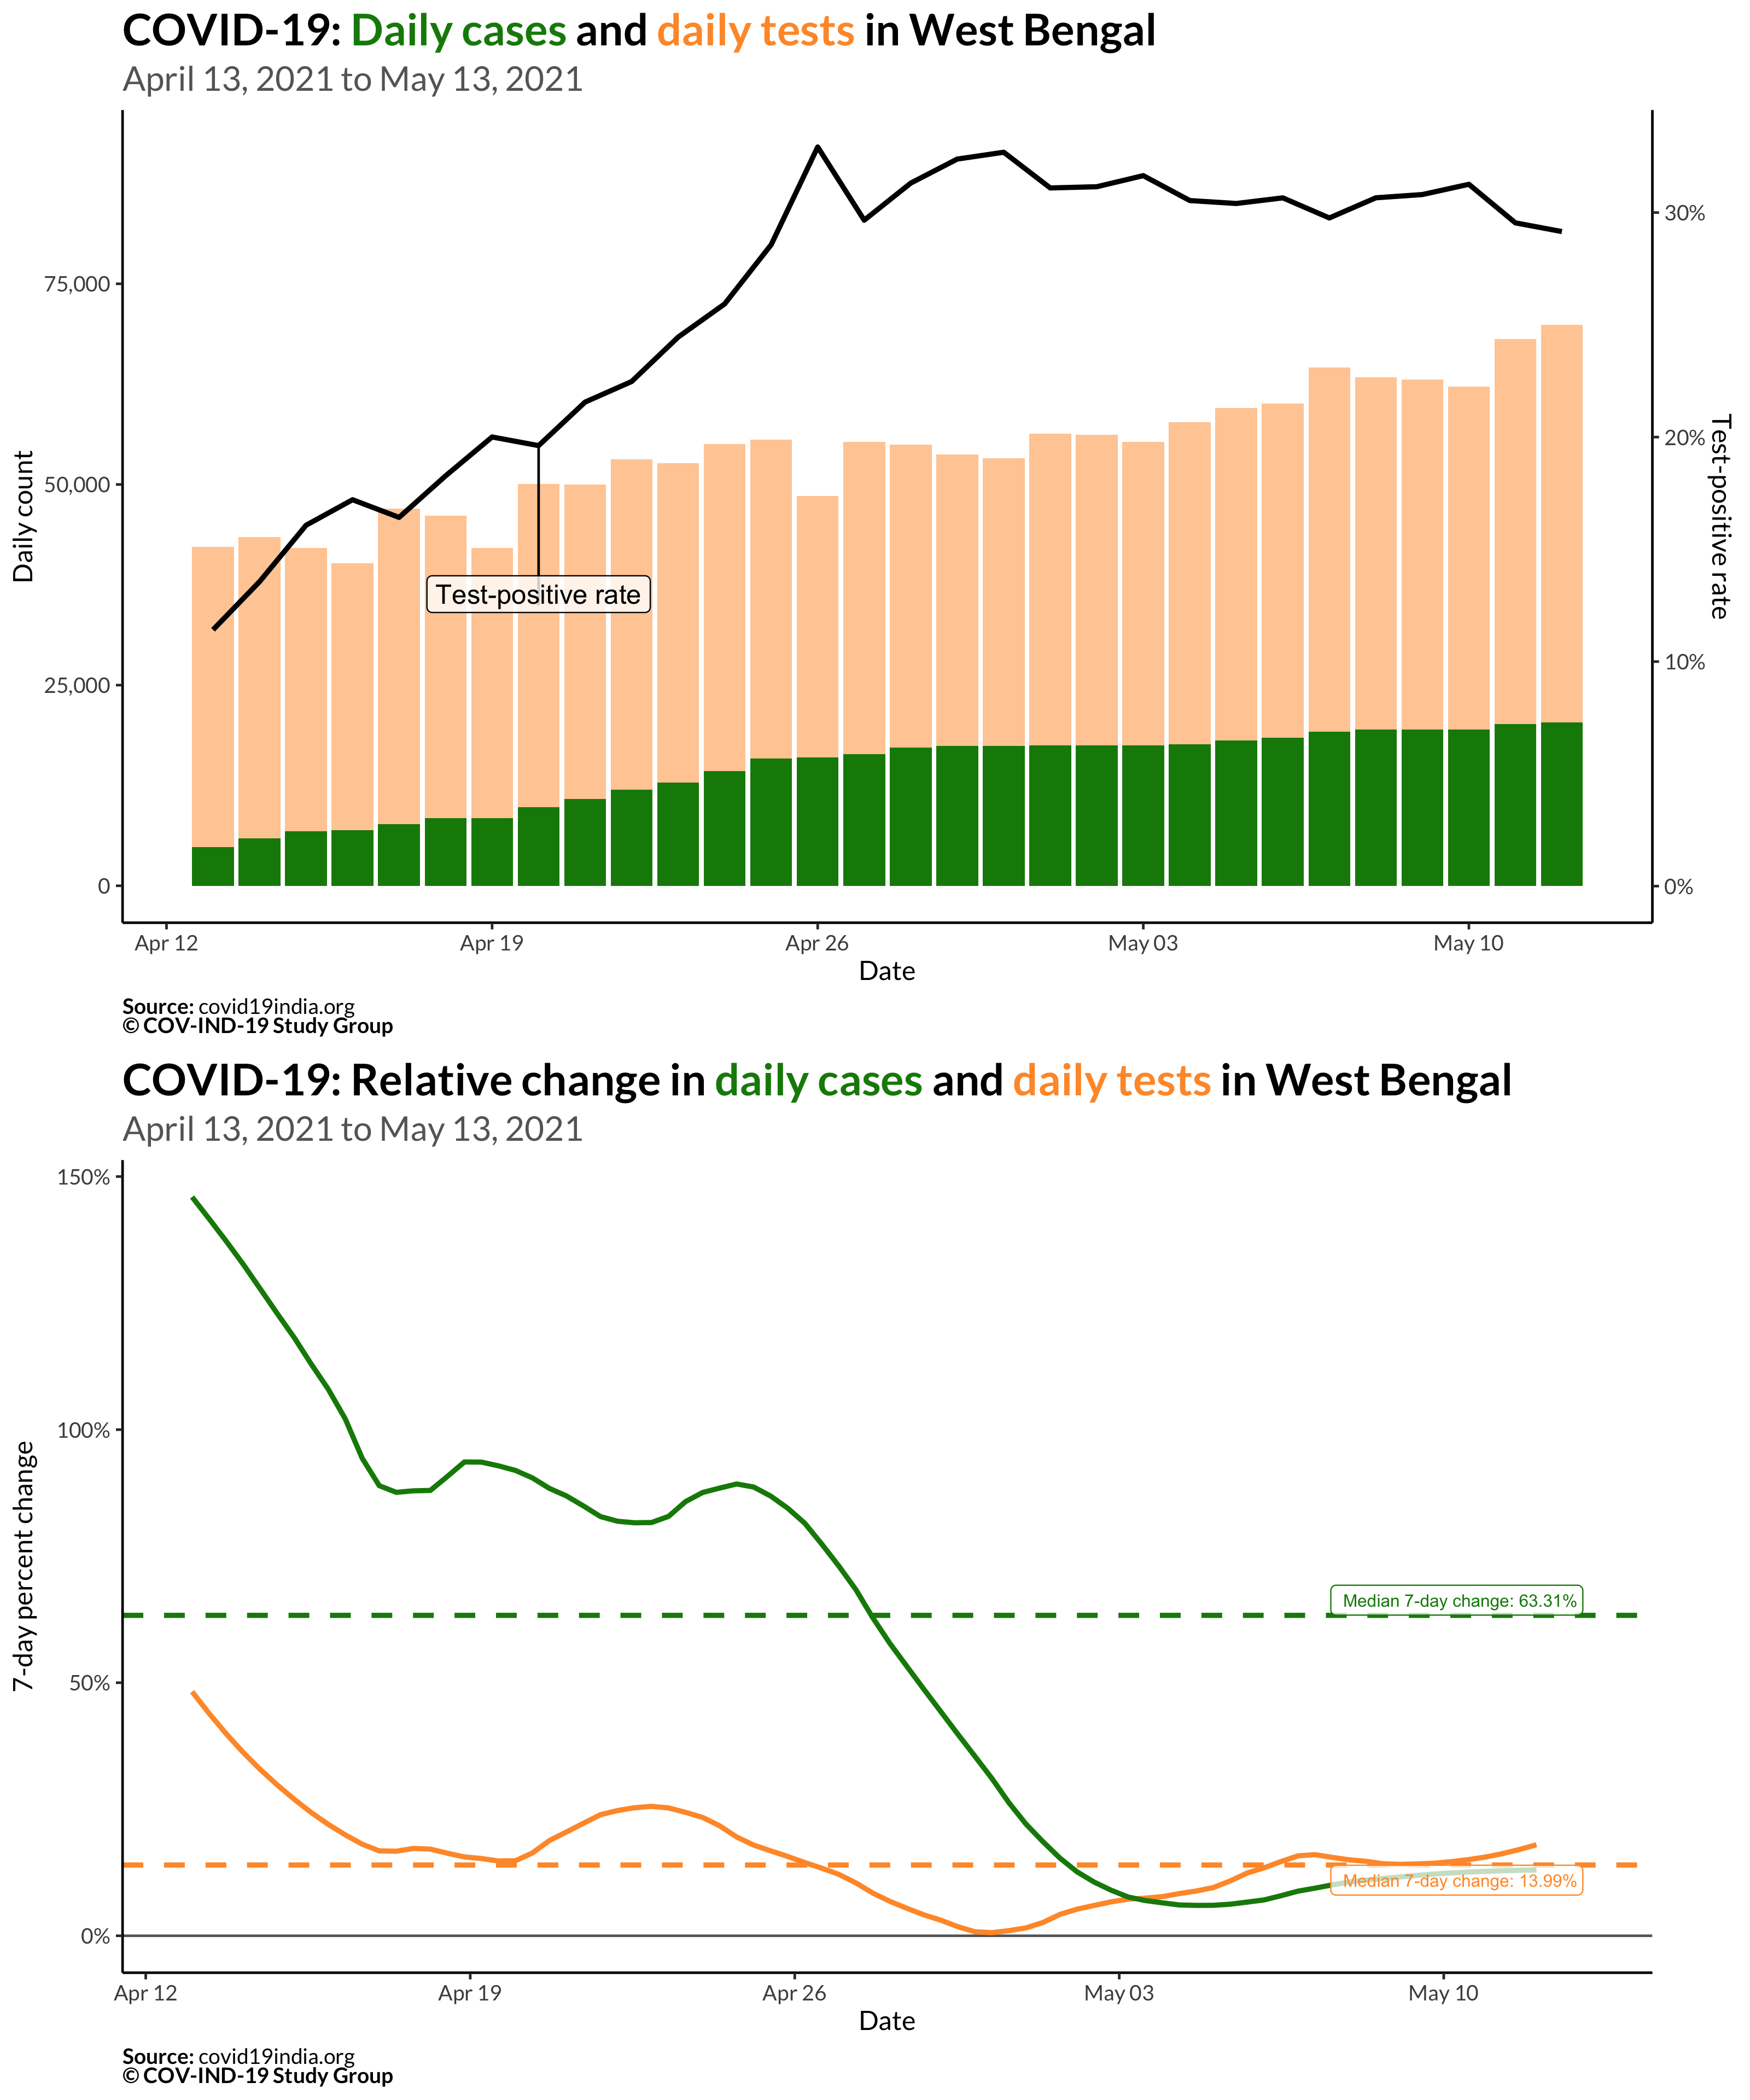 COVID-19: Daily cases and daily tests in West Bengal
April 13, 2021 to May 13, 2021
Daily count
75,000
50,000
25,000
0
Test-positive rate
30%
20%
10%
0%
Test-positive rate
Apr 12
Apr 19
Apr 26
May 03
May 10
Date
Source: covid19india.org
© COV-IND-19 Study Group
COVID-19: Relative change in daily cases and daily tests in West Bengal
April 13, 2021 to May 13, 2021
7-day percent change
150%
100%
50%
0%
Median 7-day change: 63.31%
Median 7-day change: 13.99%
Apr 12
Apr 19
Apr 26
May 03
May 10
Date
Source: covid19india.org
© COV-IND-19 Study Group